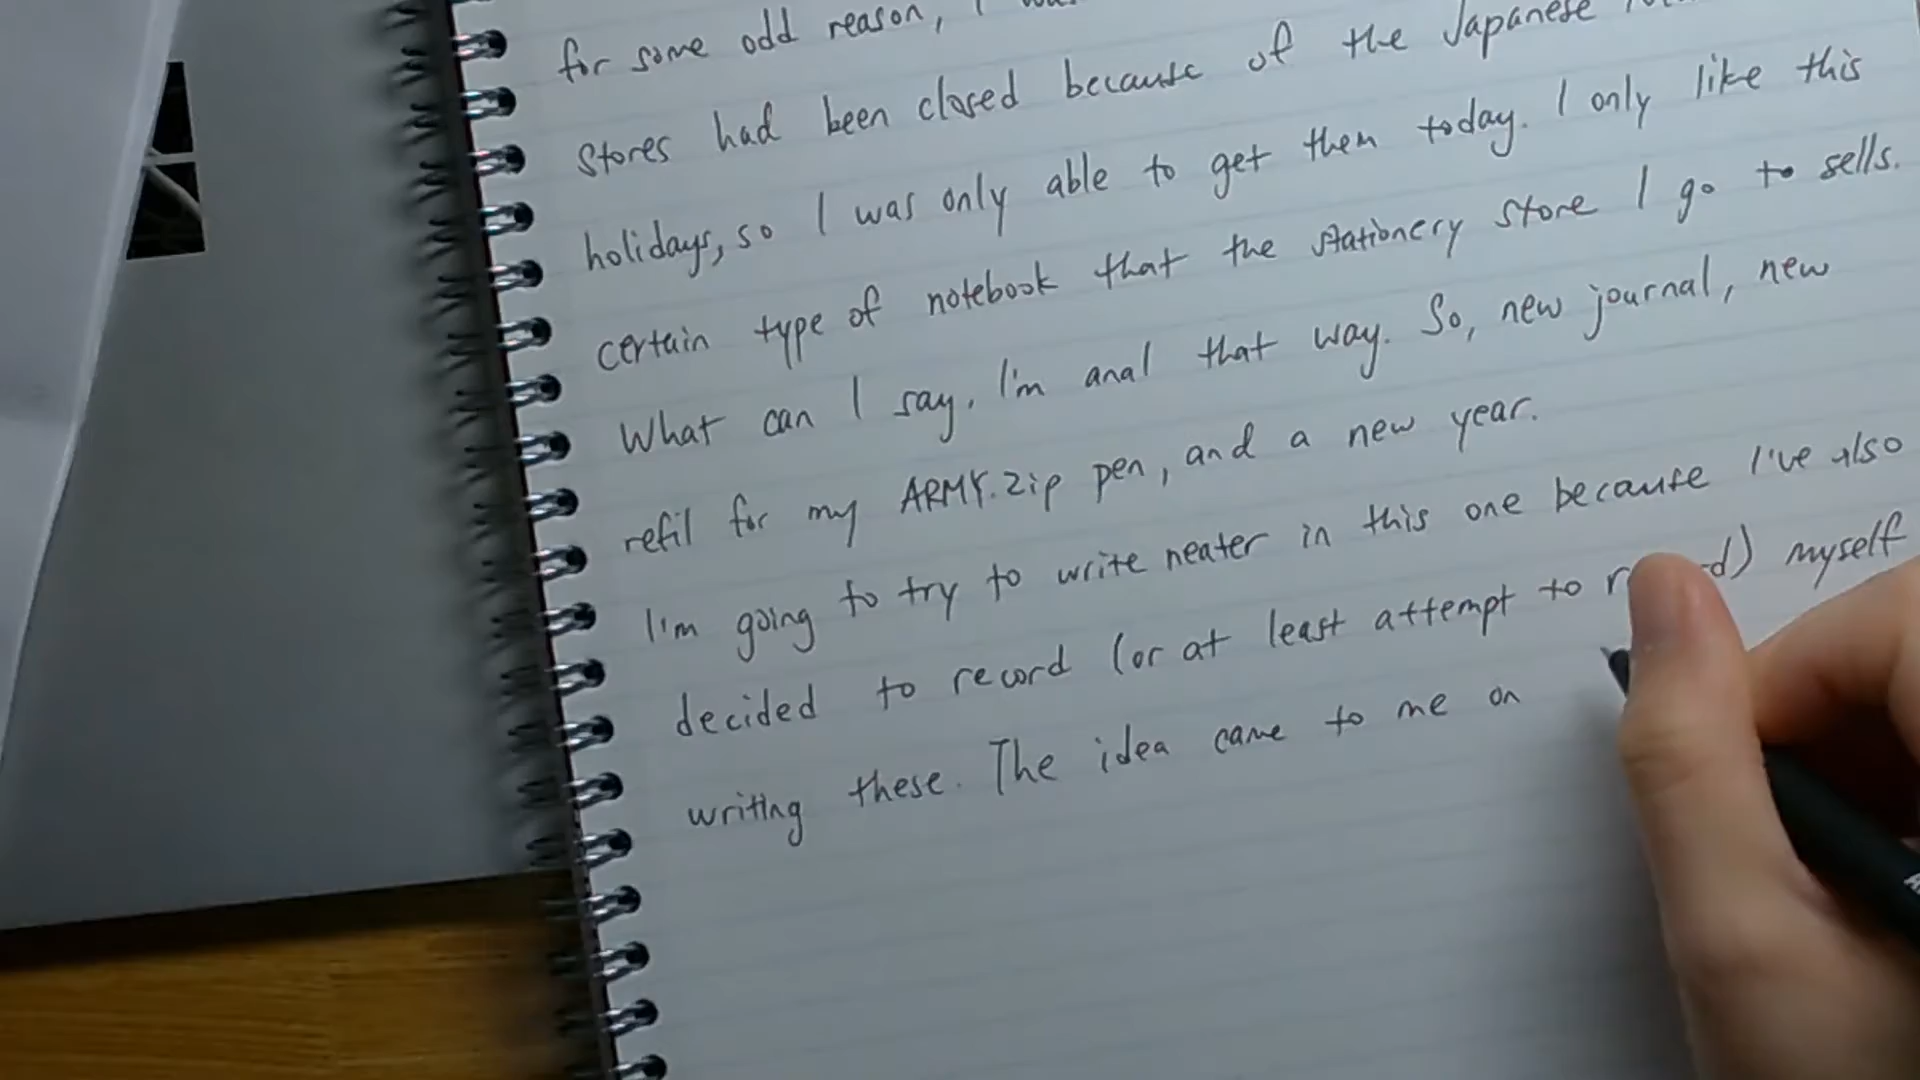 for some odd reason, I
stores had been closed because of the Japanese
holidays, so I was only able to get them today. I only like this
certain type of notebook that the stationery store I go to sells.
What can I say, I'm anal that way. So, new journal, new
refil for my ARMY.zip pen, and a new year.
I'm going to try to write neater in this one because I've also
decided to record (or at least attempt to myself
writing these. The idea came to me on